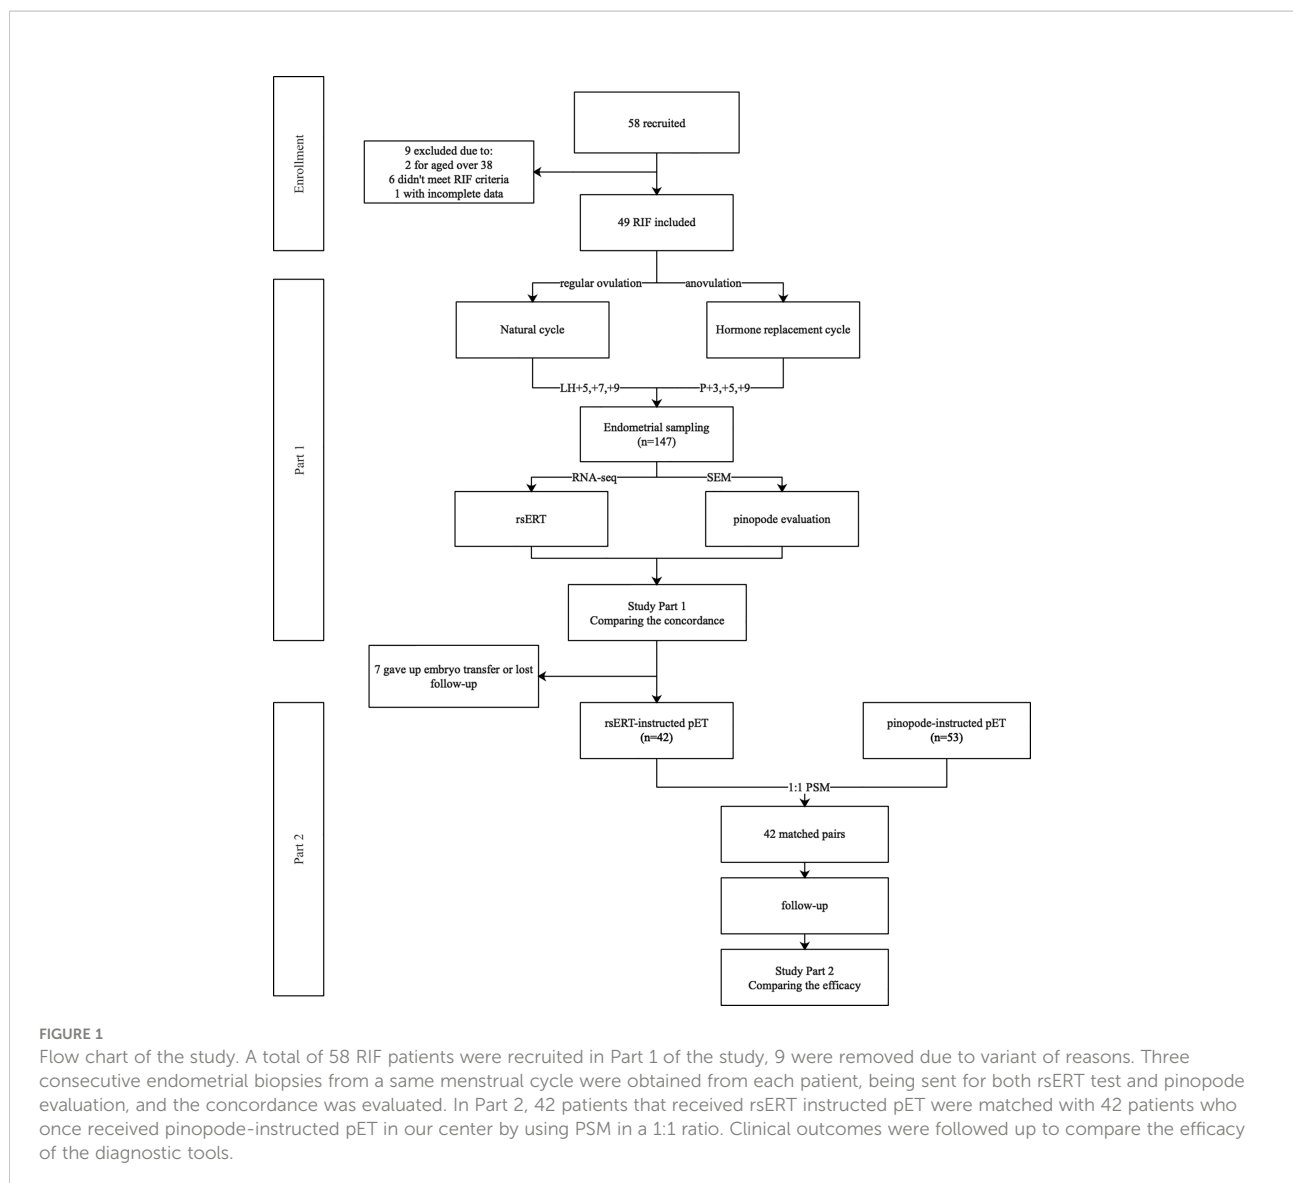 Enrollment
58 recruited
9 excluded due to:
2 for aged over 38
6 didn't meet RIF criteria
1 with incomplete data
49 RIF included
Part 1
regular ovulation
anovulation
Natural cycle
Hormone replacement cycle
LH+5,+7,+9
P+3,+5,+9
Endometrial sampling
(n=147)
RNA-seq
SEM
rsERT
pinopode evaluation
Study Part 1
Comparing the concordance
7 gave up embryo transfer or lost
follow-up
Part 2
rsERT-instructed pET
(n=42)
pinopode-instructed pET
(n=53)
1:1 PSM
42 matched pairs
follow-up
Study Part 2
Comparing the efficacy
FIGURE 1
Flow chart of the study. A total of 58 RIF patients were recruited in Part 1 of the study, 9 were removed due to variant of reasons. Three
consecutive endometrial biopsies from a same menstrual cycle were obtained from each patient, being sent for both rsERT test and pinopode
evaluation, and the concordance was evaluated. In Part 2, 42 patients that received rsERT instructed pET were matched with 42 patients who
once received pinopode-instructed pET in our center by using PSM in a 1:1 ratio. Clinical outcomes were followed up to compare the efficacy
of the diagnostic tools.